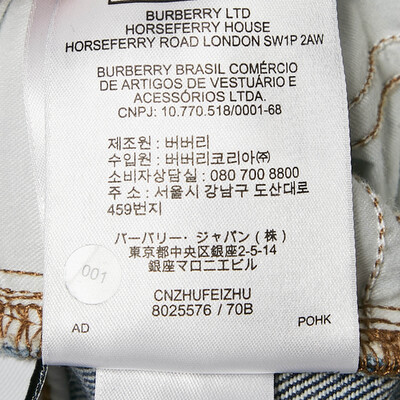 BURBERRY LTD
HORSEFERRY HOUSE
HORSEFERRY ROAD LONDON SW1P 2AW
BURBERRY BRASIL COMÉRCIO
DE ARTIGOS DE VESTUÁRIO E
ACESSÓRIOS LTDA.
CNPJ: 10.770.518/0001-68
제조원 : 버버리
수입원 : 버버리코리아㈜
소비자상담실 : 080 700 8800
주 소 : 서울시 강남구 도산대로
459번지
バーバリー・ジャパン ( 株 )
東京都中央区銀座2-5-14
銀座マロニエビル
001
CNZHUFEIZHU
8025576 / 70B
AD
POHK